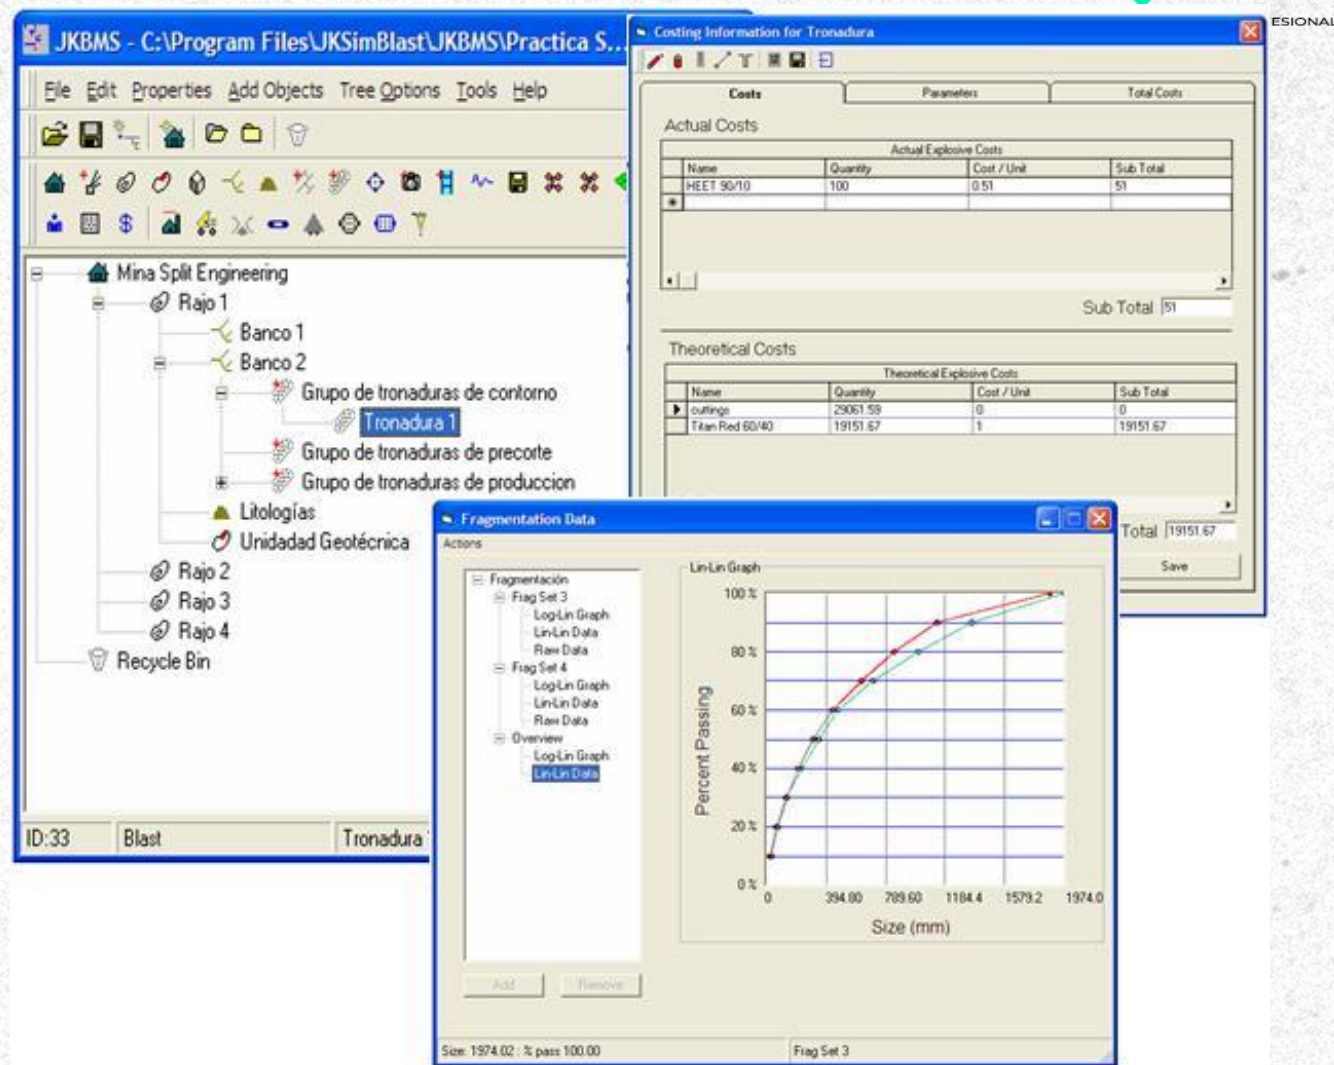 ESIONAL
JKBMS - C:\Program Files\JKSimBlast\JKBMS\Practica S...
File Edit Properties Add Objects Tree Options Tools Help
Mina Split Engineering
Rajo 1
Banco 1
Banco 2
Grupo de tronaduras de contorno
Tronadura 1
Grupo de tronaduras de precorte
Grupo de tronaduras de produccion
Litologías
Unidadad Geotécnica
Rajo 2
Rajo 3
Rajo 4
Recycle Bin
ID:33 Blast Tronadura
Costing Information for Tronadura
Costs Parameters Total Costs
Actual Costs
Actual Explosive Costs
Name Quantity Cost / Unit Sub Total
HEET 90/10 100 0.51 51
Sub Total 51
Theoretical Costs
Theoretical Explosive Costs
Name Quantity Cost / Unit Sub Total
cuttings 29061.59 0 0
Titan Red 60/40 19151.67 1 19151.67
Total 19151.67
Save
Fragmentation Data
Actions
Fragmentación
Frag Set 3
Log-Lin Graph
Lin-Lin Data
Raw Data
Frag Set 4
Log-Lin Graph
Lin-Lin Data
Raw Data
Overview
Log-Lin Graph
Lin-Lin Data
Add Remove
Lin-Lin Graph
100 %
80 %
60 %
40 %
20 %
0 %
Percent Passing
0 394.80 789.60 1184.4 1579.2 1974.0
Size (mm)
Size: 1974.02 : % pass 100.00 Frag Set 3